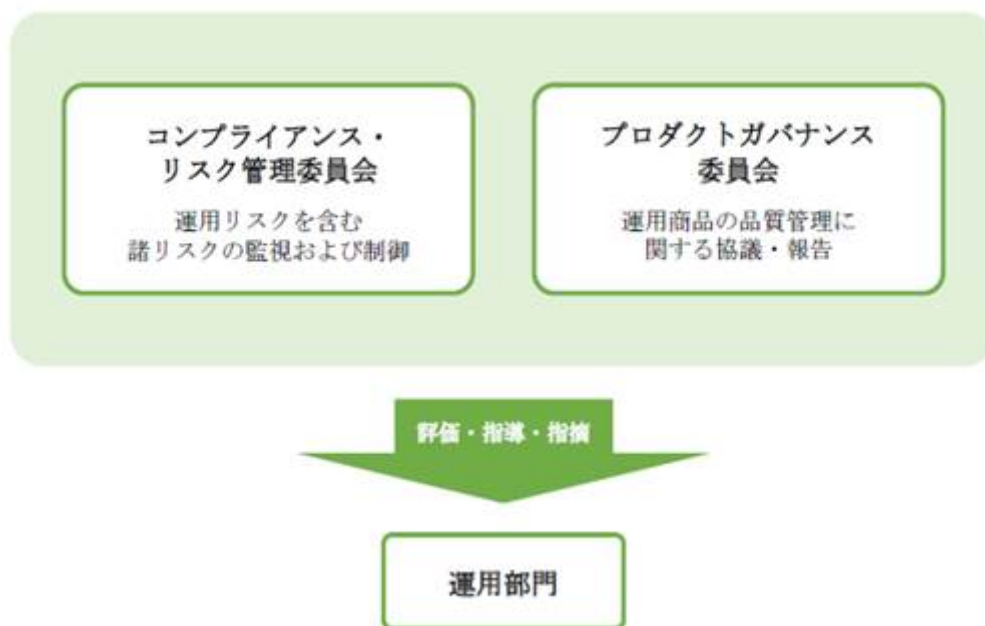 コンプライアンス・
リスク管理委員会
運用リスクを含む
諸リスクの監視および制御
プロダクトガバナンス
委員会
運用商品の品質管理に
関する協議・報告
評価・指導・指摘
運用部門